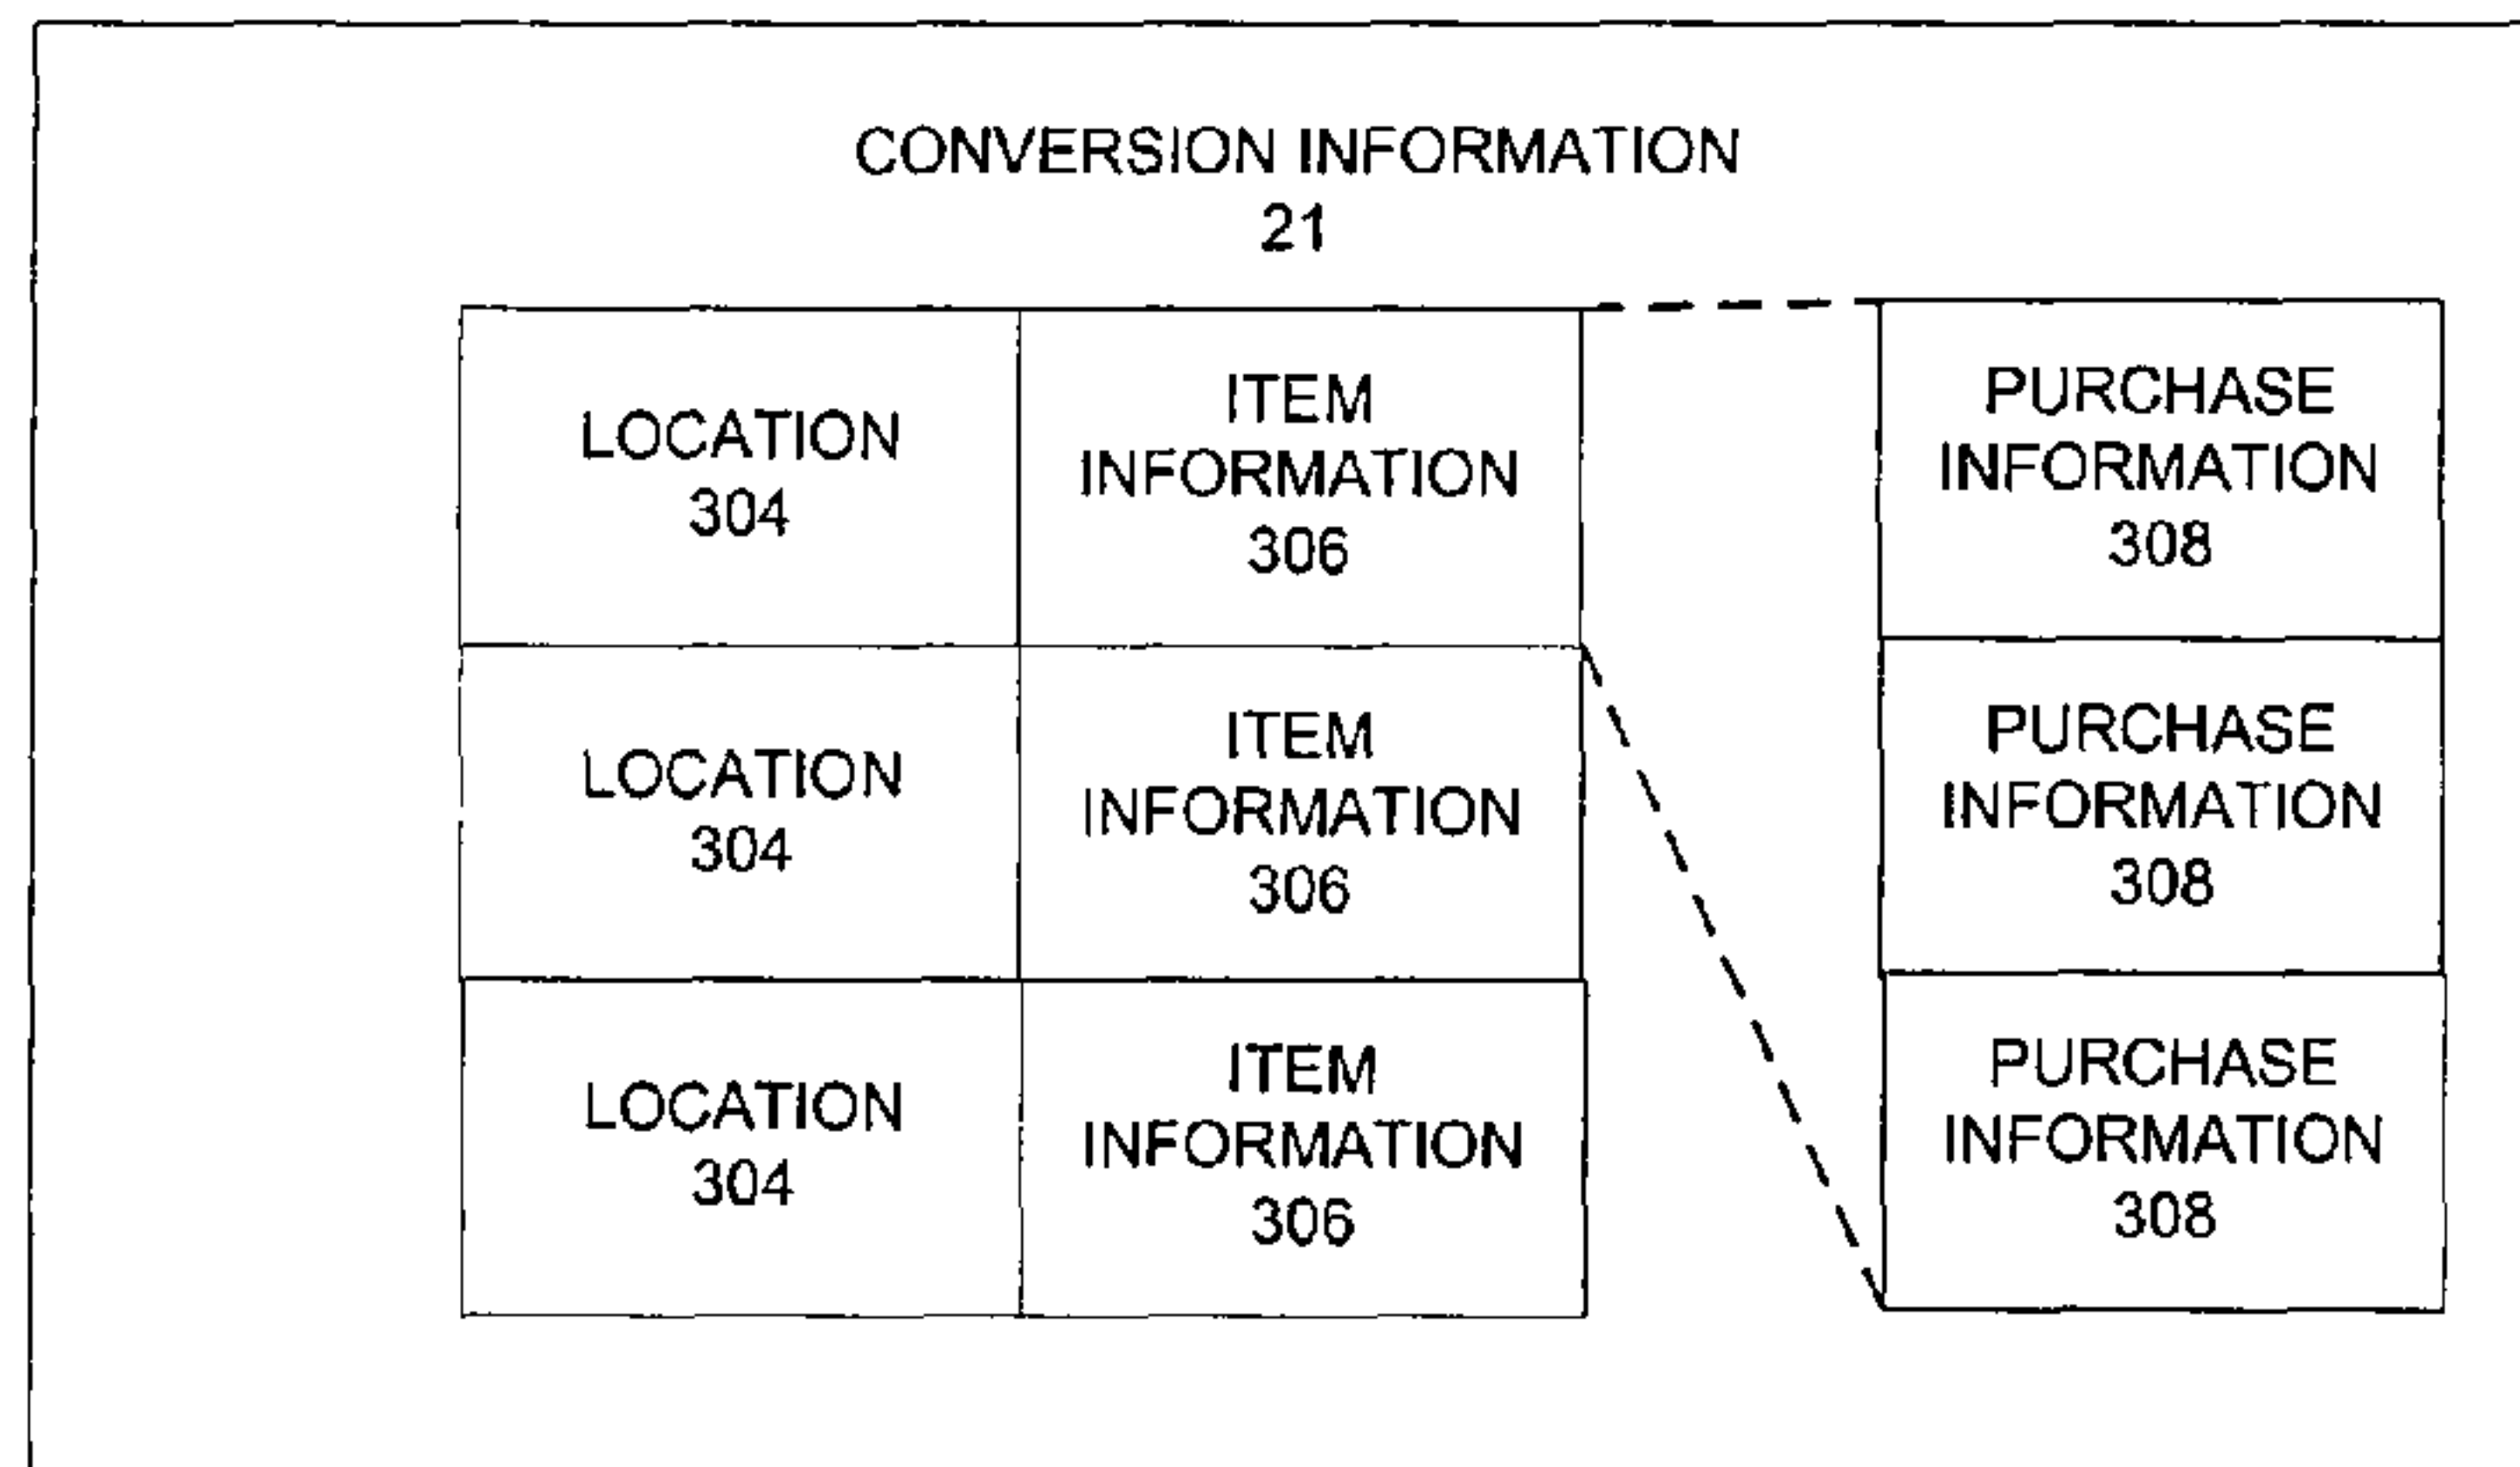 CONVERSION INFORMATION
21
LOCATION
304
ITEM
INFORMATION
306
PURCHASE
INFORMATION
308
LOCATION
304
ITEM
INFORMATION
306
PURCHASE
INFORMATION
308
LOCATION
304
ITEM
INFORMATION
306
PURCHASE
INFORMATION
308